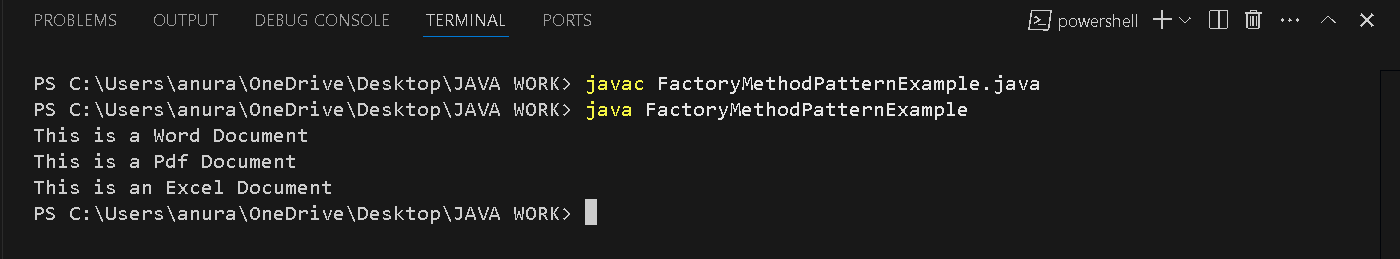 PROBLEMS OUTPUT DEBUG CONSOLE TERMINAL PORTS powershell
PS C:\Users\anura\OneDrive\Desktop\JAVA WORK> javac FactoryMethodPatternExample.java
PS C:\Users\anura\OneDrive\Desktop\JAVA WORK> java FactoryMethodPatternExample
This is a Word Document
This is a Pdf Document
This is an Excel Document
PS C:\Users\anura\OneDrive\Desktop\JAVA WORK>